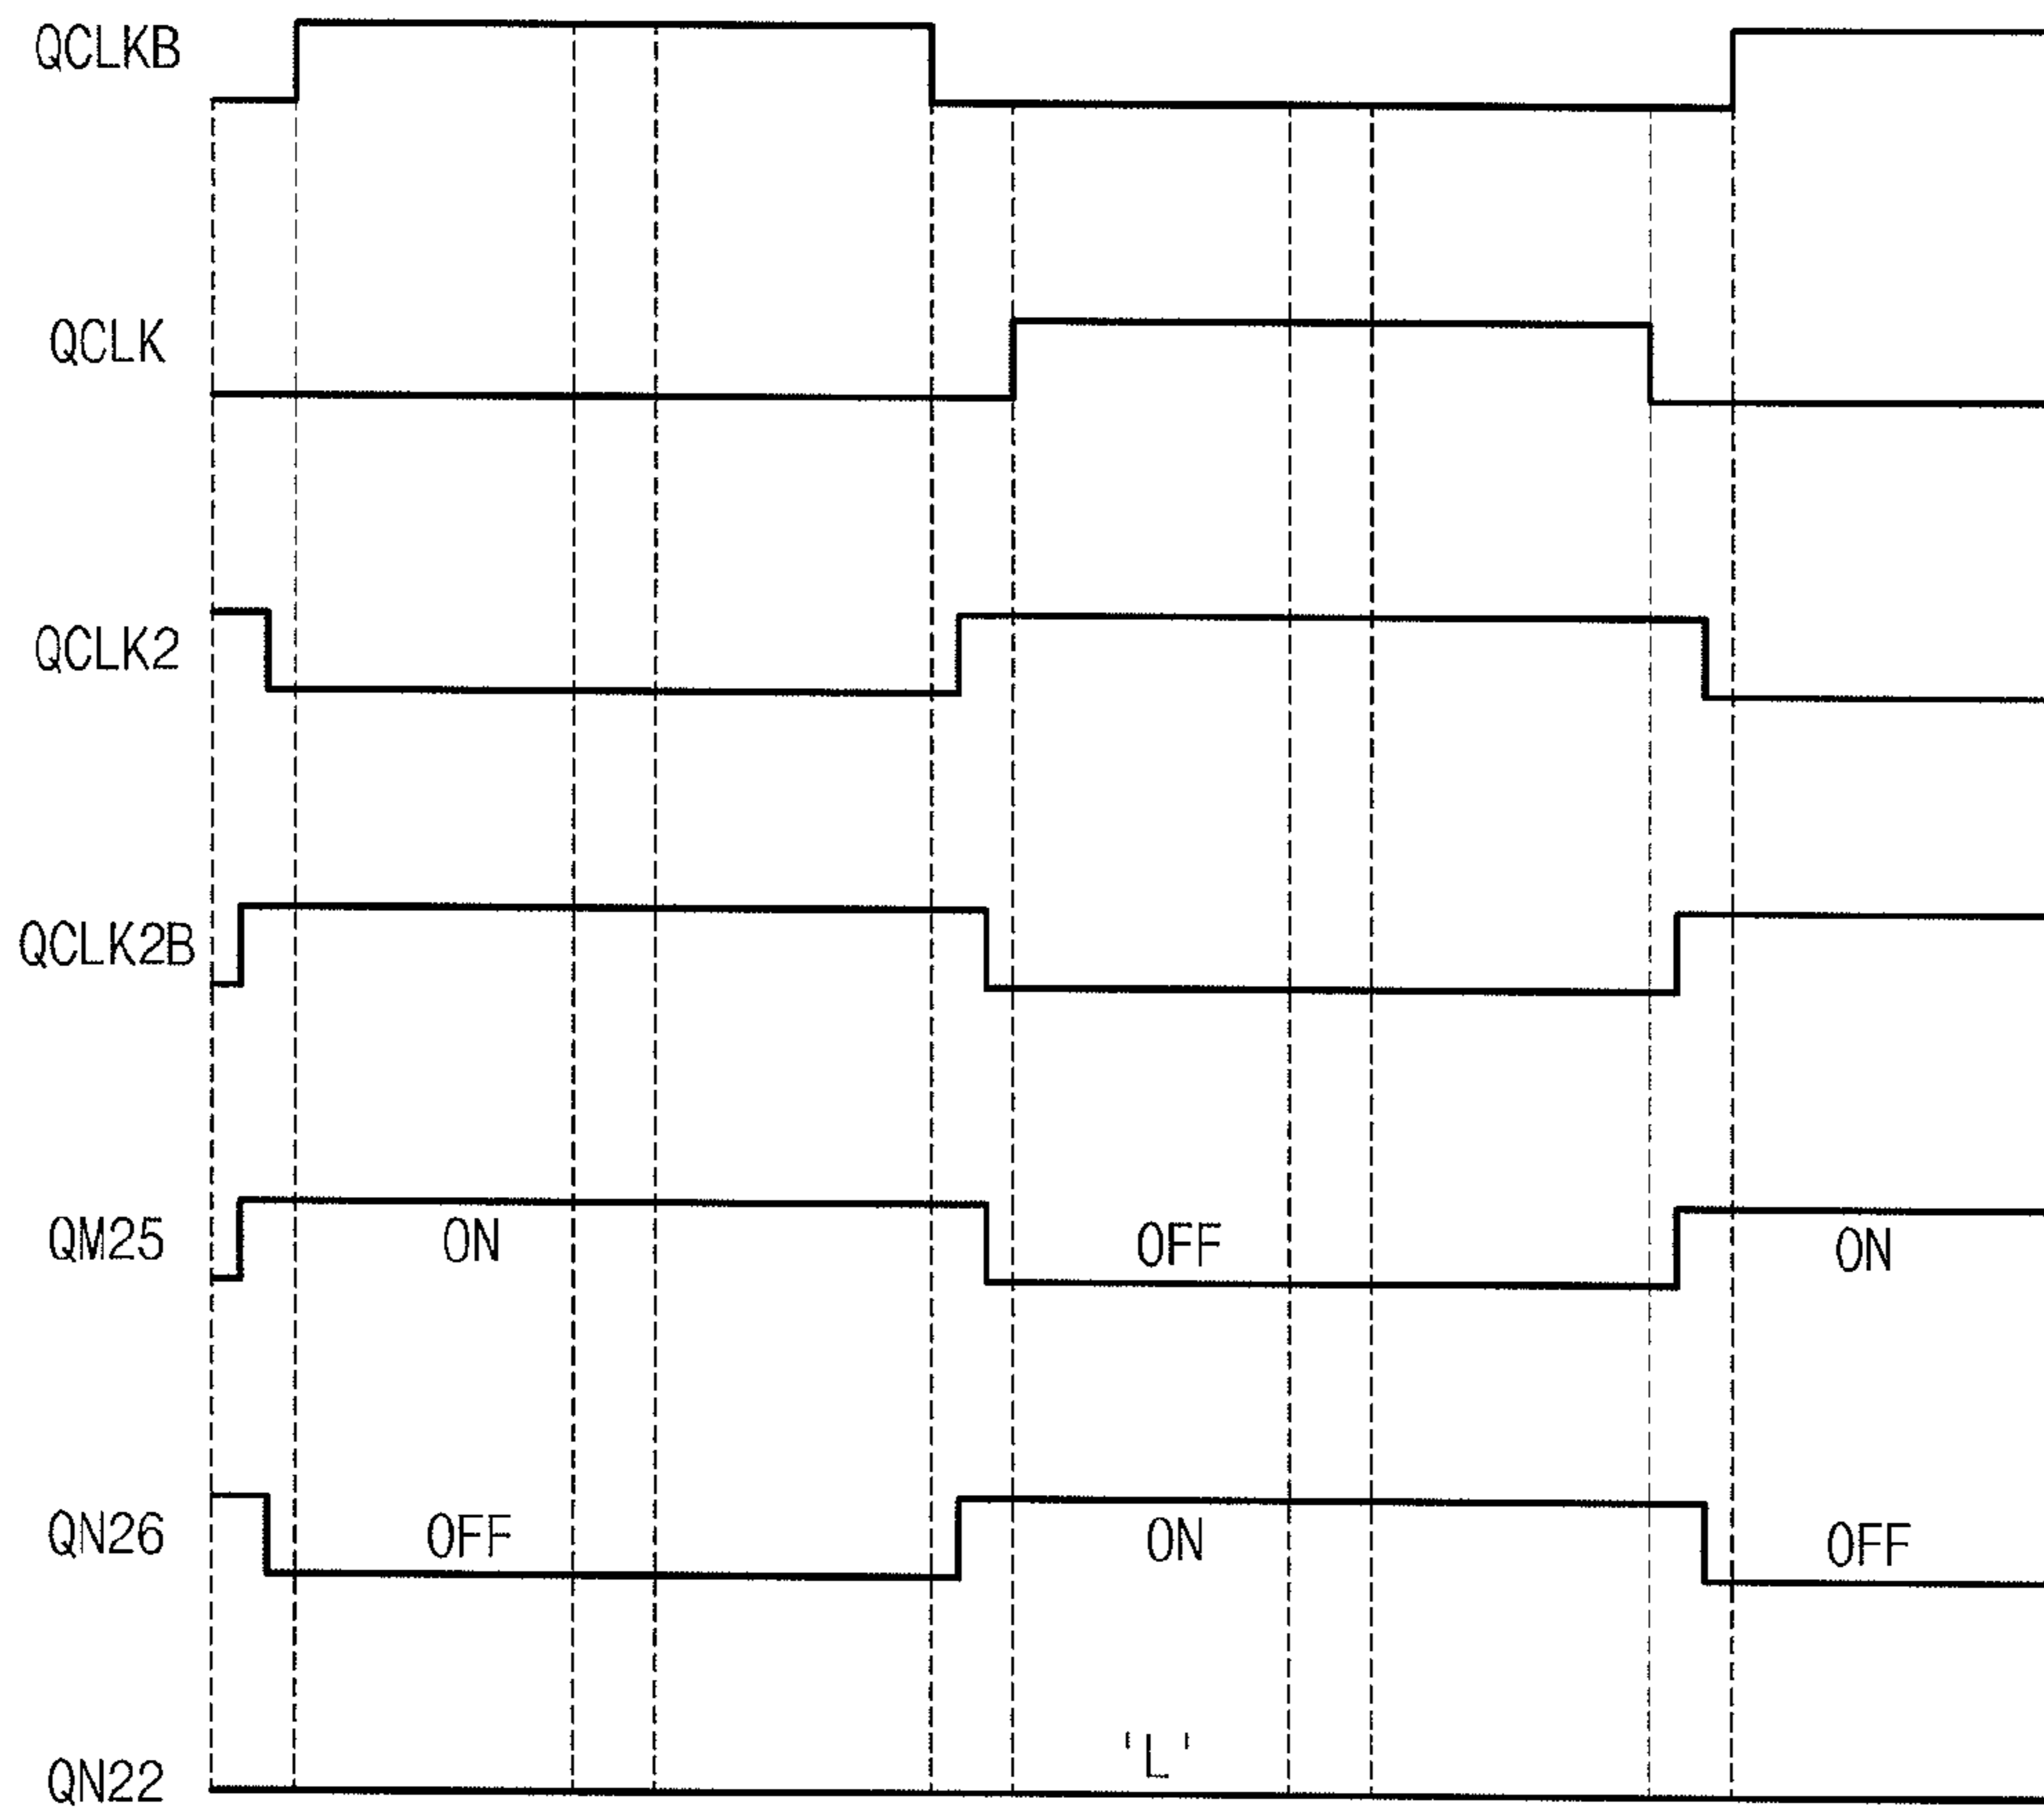 QCLKB
QCLK
QCLK2
QCLK2B
QM25 ON OFF ON
QN26 OFF ON OFF
QN22 'L'